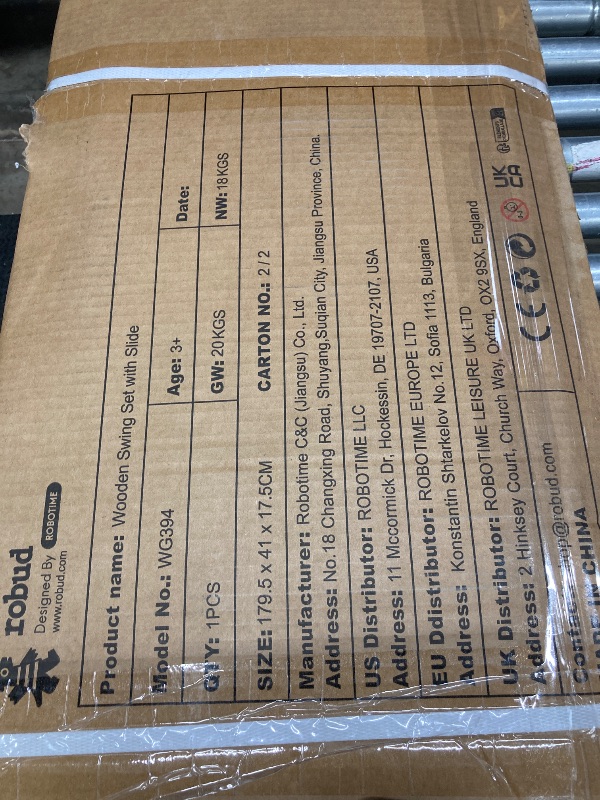 robud
Designed By ROBOTIME
www.robud.com
Product name: Wooden Swing Set with Slide
Model No.: WG394 Age: 3+ Date:
QTY: 1PCS GW: 20KGS NW: 18KGS
SIZE: 179.5 x 41 x 17.5CM CARTON NO.: 2/2
Manufacturer: Robotime C&C (Jiangsu) Co., Ltd.
Address: No.18 Changxing Road, Shuyang,Suqian City, Jiangsu Province, China.
US Distributor: ROBOTIME LLC
Address: 11 Mccormick Dr, Hockessin, DE 19707-2107, USA
EU Ddistributor: ROBOTIME EUROPE LTD
Address: Konstantin Shtarkelov No.12, Sofia 1113, Bulgaria
UK Distributor: ROBOTIME LEISURE UK LTD
Address: 2 Hinksey Court, Church Way, Oxford, OX2 9SX, England
CE UK CA
MADE IN CHINA